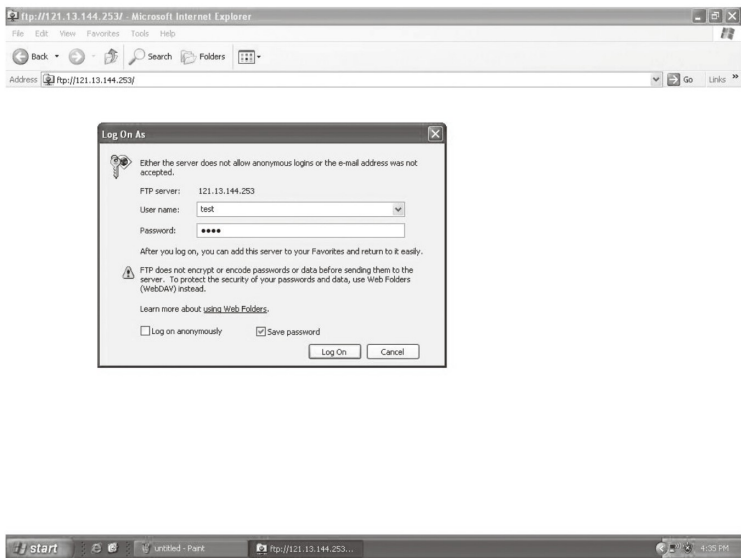 ftp://121.13.144.253/ - Microsoft Internet Explorer
File Edit View Favorites Tools Help
Back Search Folders
Address ftp://121.13.144.253/ Go Links »
Log On As
Either the server does not allow anonymous logins or the e-mail address was not
accepted.
FTP server: 121.13.144.253
User name: test
Password: ●●●●
After you log on, you can add this server to your Favorites and return to it easily.
FTP does not encrypt or encode passwords or data before sending them to the
server. To protect the security of your passwords and data, use Web Folders
(WebDAV) instead.
Learn more about using Web Folders.
Log on anonymously Save password
Log On Cancel
start untitled - Paint ftp://121.13.144.253... 4:35 PM